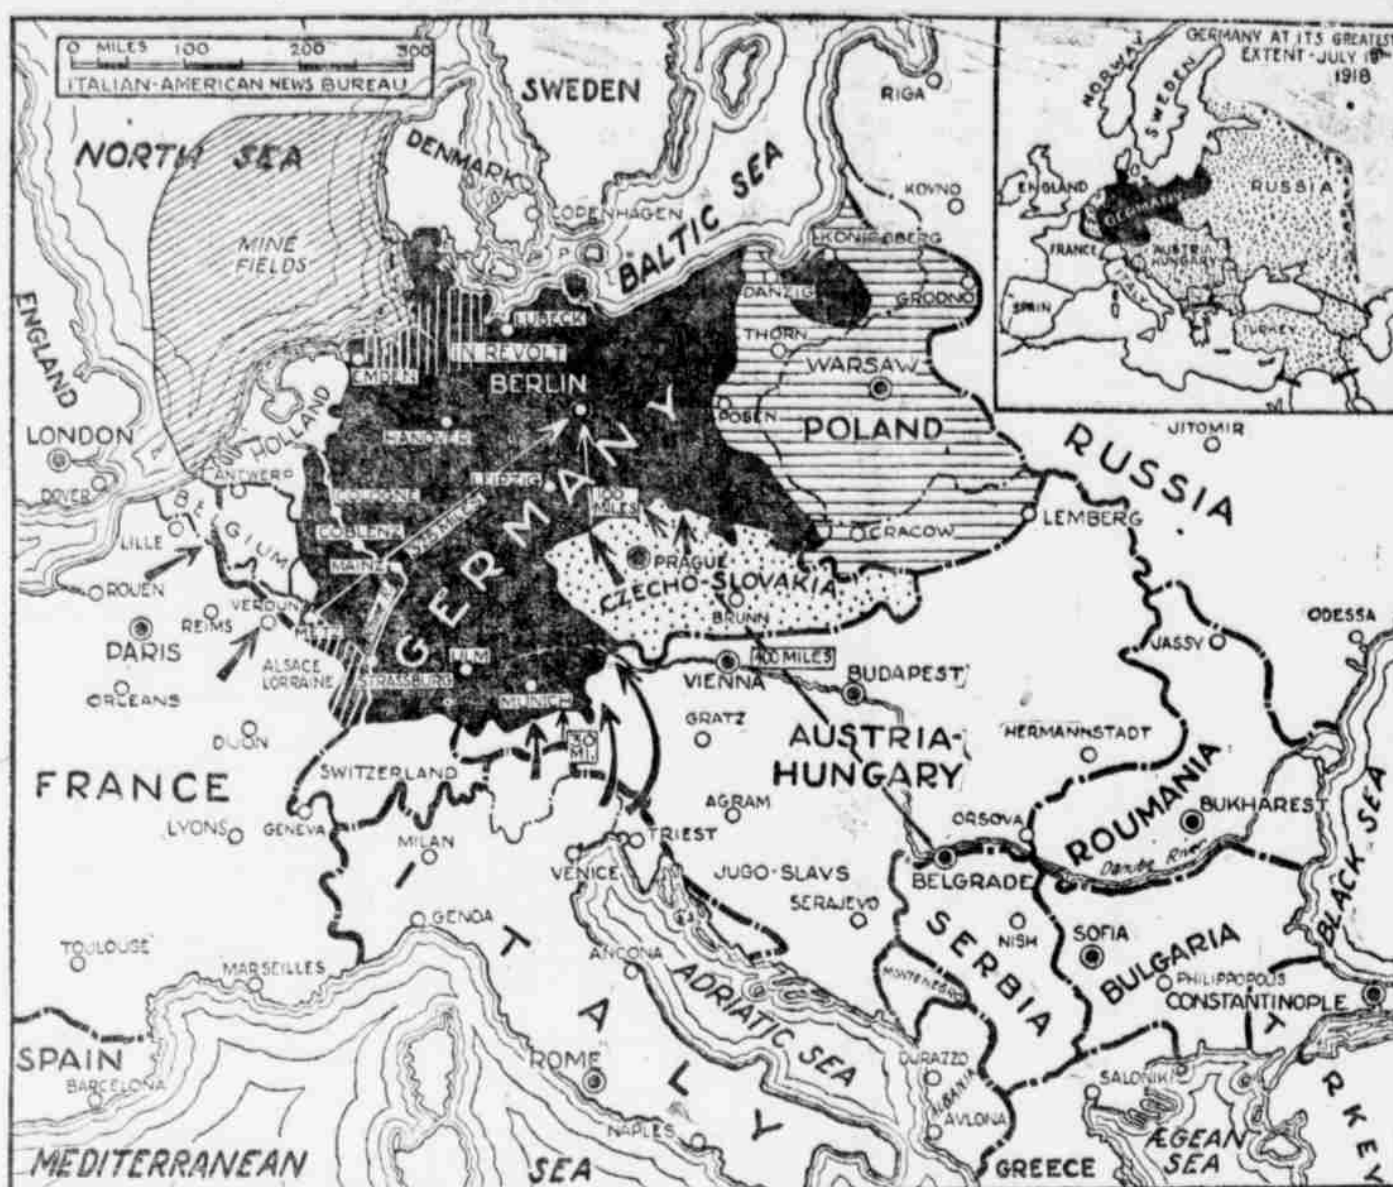 0 MILES 100 200 300
ITALIAN-AMERICAN NEWS BUREAU
GERMANY AT ITS GREATEST
EXTENT - JULY 18TH
1918
NORWAY
SWEDEN
ENGLAND
GERMANY
RUSSIA
FRANCE
AUSTRIA
HUNGARY
SPAIN
ITALY
TURKEY
NORTH SEA
SWEDEN
DENMARK
RIGA
KOVNO
COPENHAGEN
BALTIC SEA
MINE
FIELDS
KONIGSBERG
DANZIG
GRODNO
ENGLAND
LUBECK
THORN
IN REVOLT
EMDEN
BERLIN
WARSAW
HOLLAND
POSEN
LONDON
HANOVER
POLAND
RUSSIA
JITOMIR
DOVER
ANTWERP
COLOGNE
LEIPZIG
GERMANY
100
MILES
BELGIUM
LILLE
COBLENZ
CRACOW
LEMBERG
MAINZ
PRAGUE
CZECHO-SLOVAKIA
BRUNN
ROUEN
VERDUN
REIMS
METZ
PARIS
ALSACE
LORRAINE
STRASSBURG
MUNICH
VIENNA
400 MILES
BUDAPEST
JASSY
ODESSA
ORLEANS
DIJON
GRATZ
HERMANNSTADT
AUSTRIA-
HUNGARY
FRANCE
SWITZERLAND
AGRAM
ORSOVA
ROUMANIA
BUKHAREST
BLACK SEA
LYONS
GENEVA
MILAN
TRIEST
VENICE
JUGO-SLAVS
BELGRADE
Danube River
SERAJEVO
GENOA
ITALY
ANCONA
SERBIA
NISH
SOFIA
BULGARIA
TOULOUSE
MARSEILLES
ADRIATIC SEA
MONTENEGRO
PHILIPPOPOLIS
CONSTANTINOPLE
SPAIN
BARCELONA
ROME
DURAZZO
ALBANIA
AVLONA
SALONIKI
TURKEY
NAPLES
MEDITERRANEAN SEA
GREECE
ÆGEAN
SEA